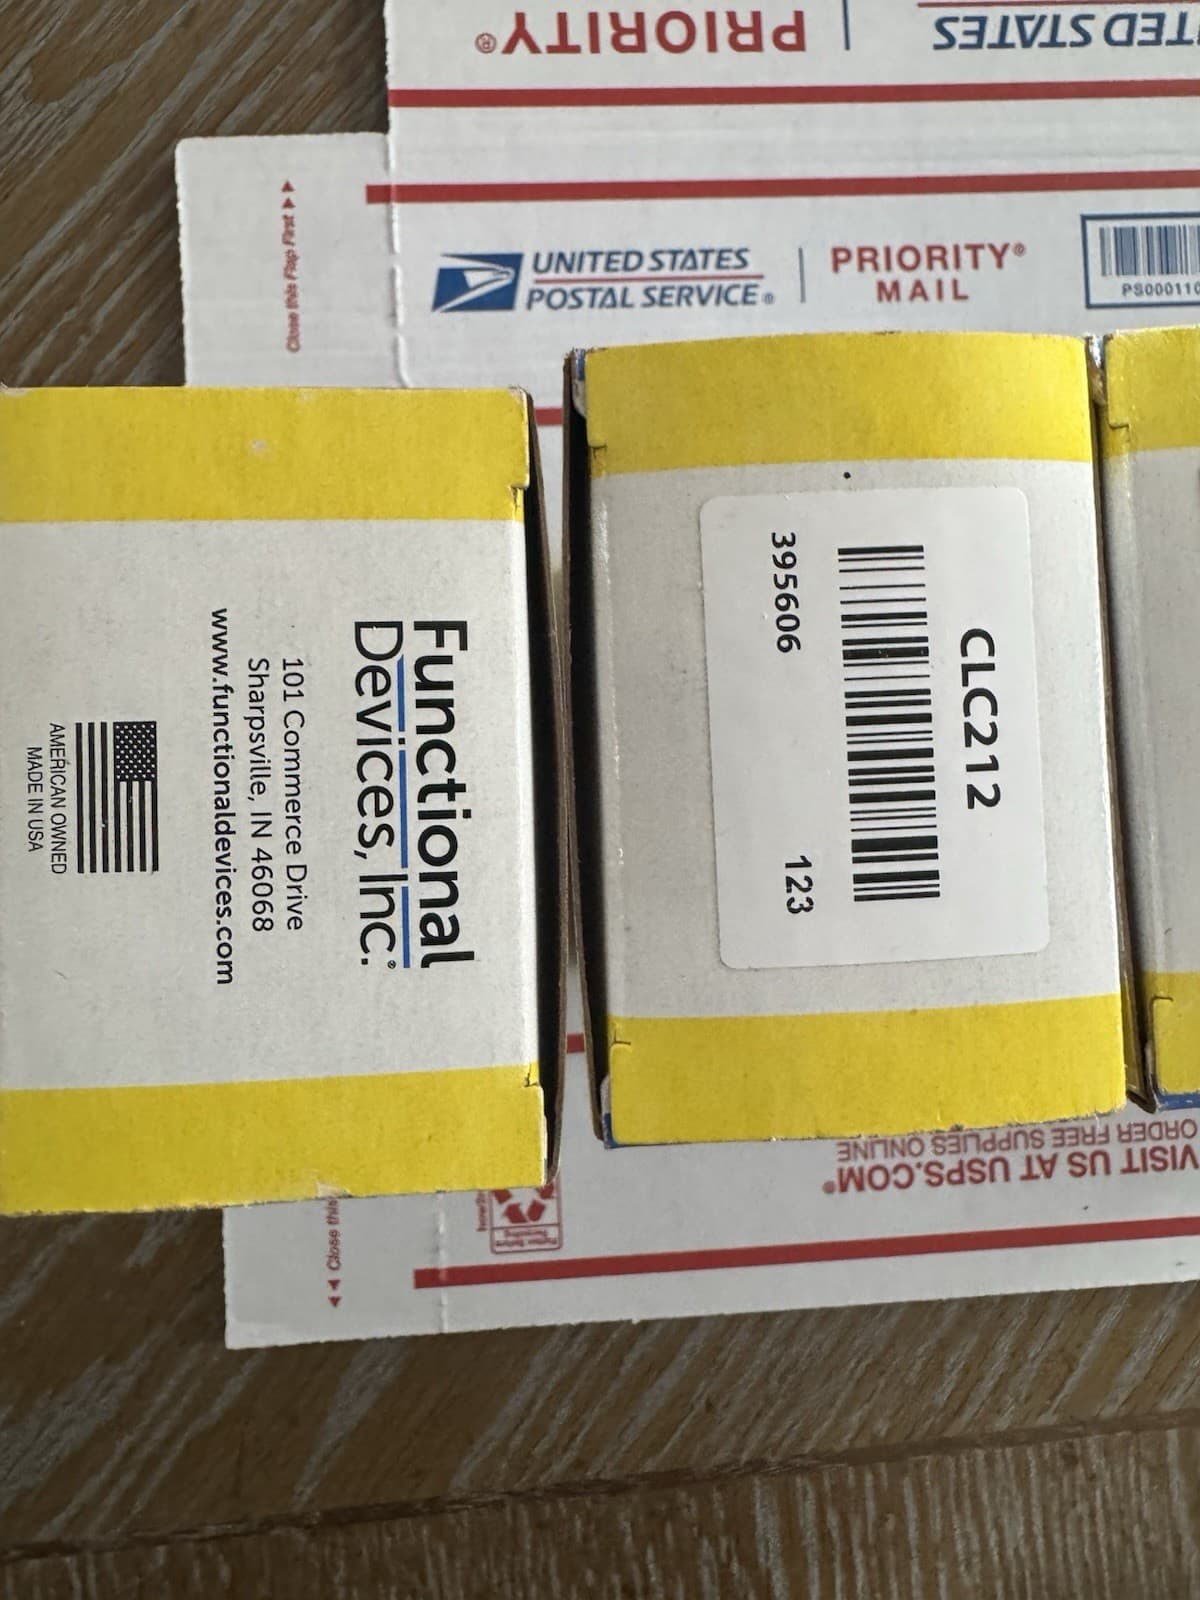 PRIORITY®
TED STATES
UNITED STATES
POSTAL SERVICE®
PRIORITY®
MAIL
PS000110
Close this flap first
Functional
Devices, Inc.®
101 Commerce Drive
Sharpsville, IN 46068
www.functionaldevices.com
AMERICAN OWNED
MADE IN USA
CLC212
395606 123
VISIT US AT USPS.COM®
ORDER FREE SUPPLIES ONLINE
Close this